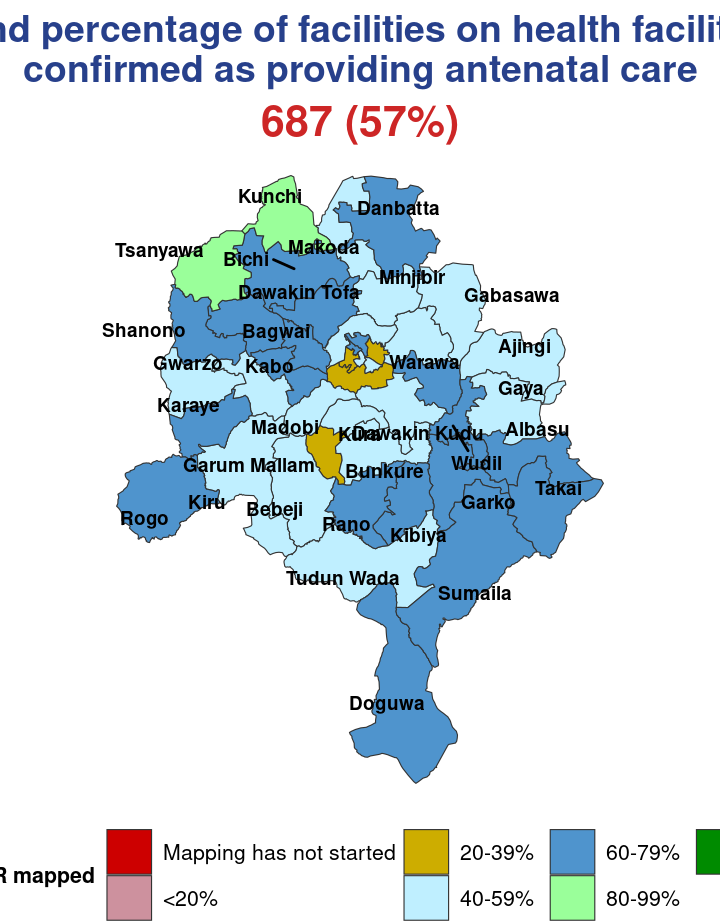 percentage of facilities on health
confirmed as providing antenatal care
687 (57%)
Kunchi
Danbatta
Tsanyawa
Bichi
Makoda
Dawakin Tofa
Minjibir
Gabasawa
Shanono
Bagwai
Ajingi
Gwarzo
Kabo
Warawa
Gaya
Karaye
Madobi
Kura
Dawakin Kudu
Albasu
Garum Mallam
Bunkure
Wudil
Takai
Rogo
Kiru
Bebeji
Rano
Garko
Kibiya
Tudun Wada
Sumaila
Doguwa
mapped
Mapping has not started
20-39%
60-79%
<20%
40-59%
80-99%